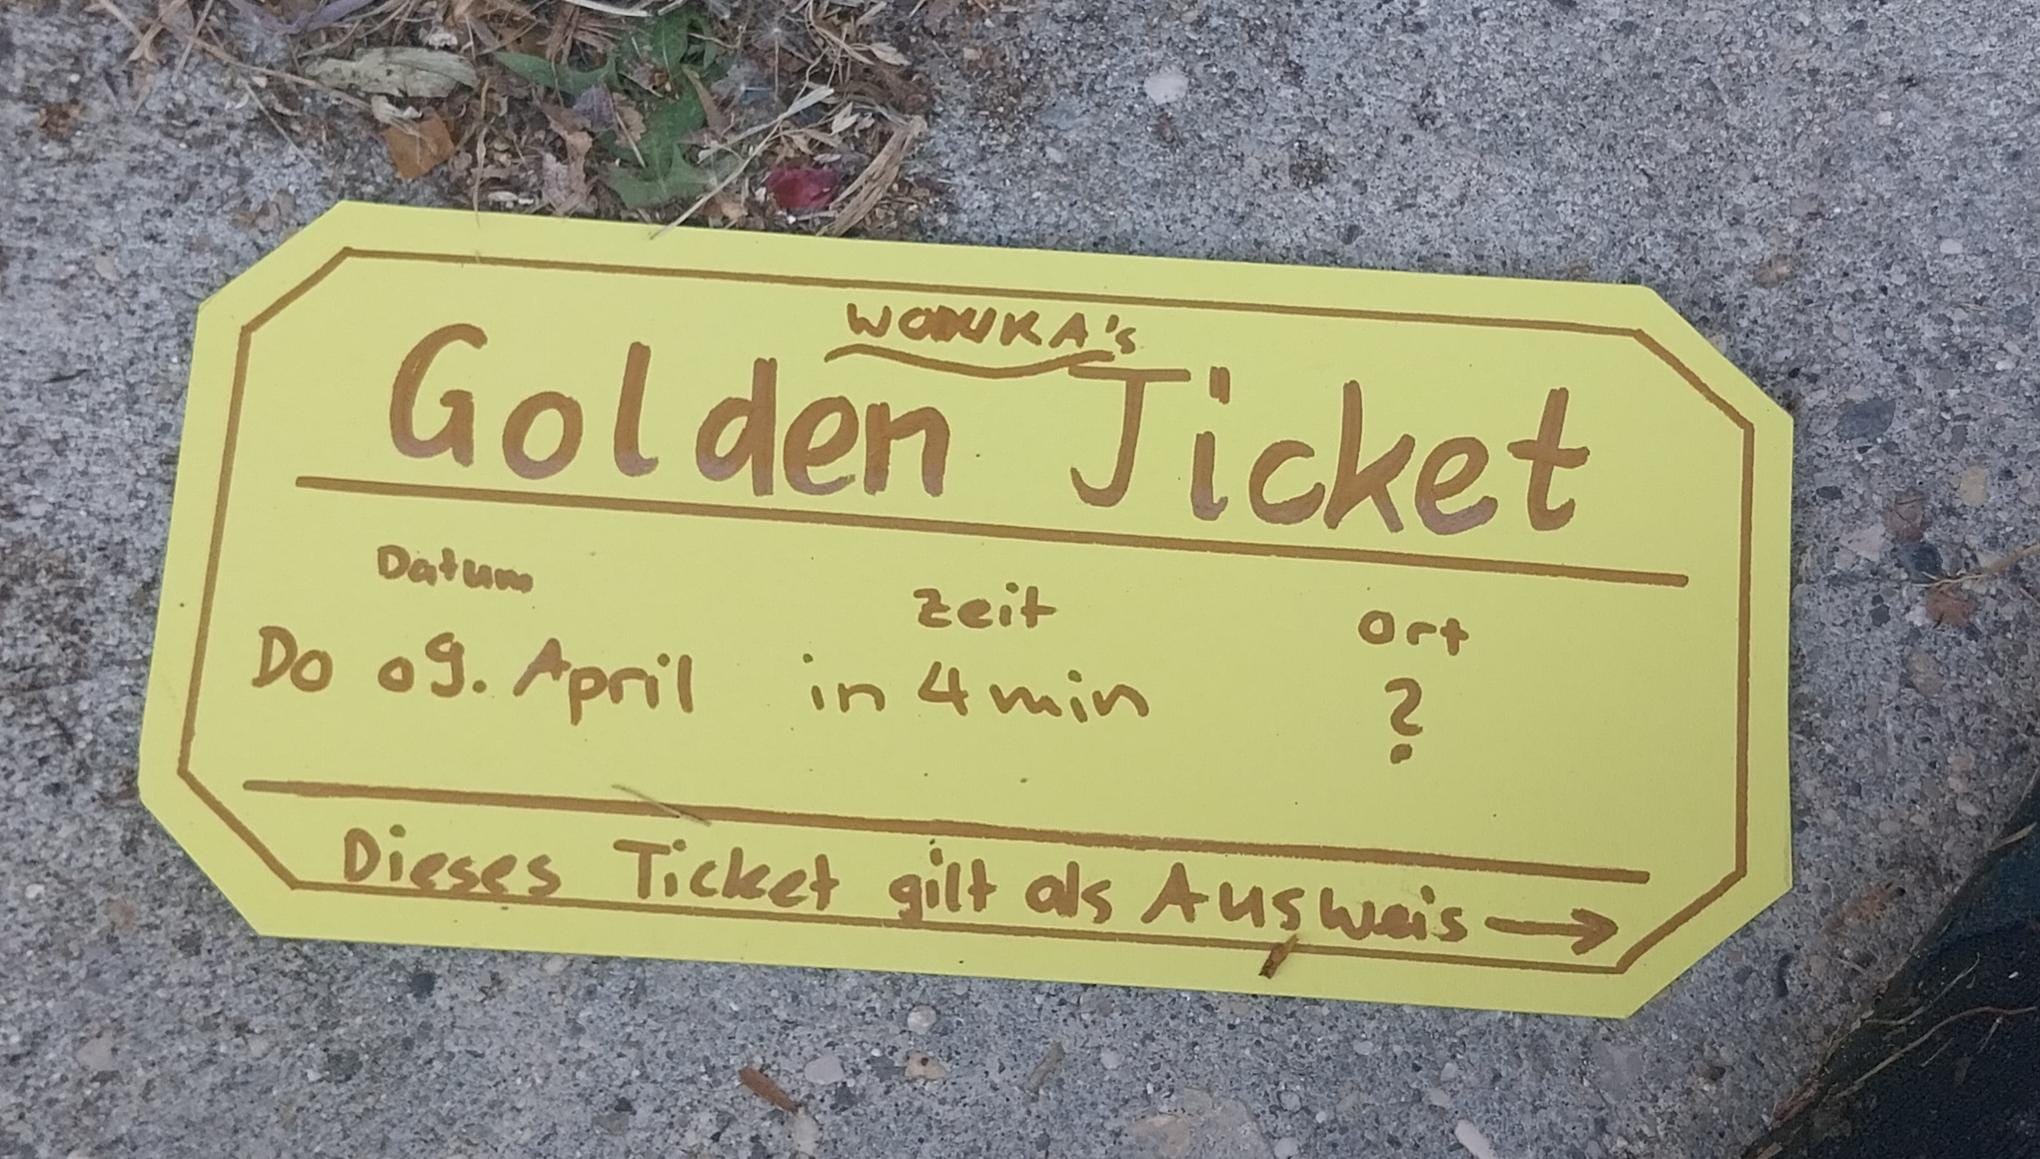 WONKA's
Golden Ticket
Datum Zeit Ort
Do 09. April in 4 min ?
Dieses Ticket gilt als Ausweis →